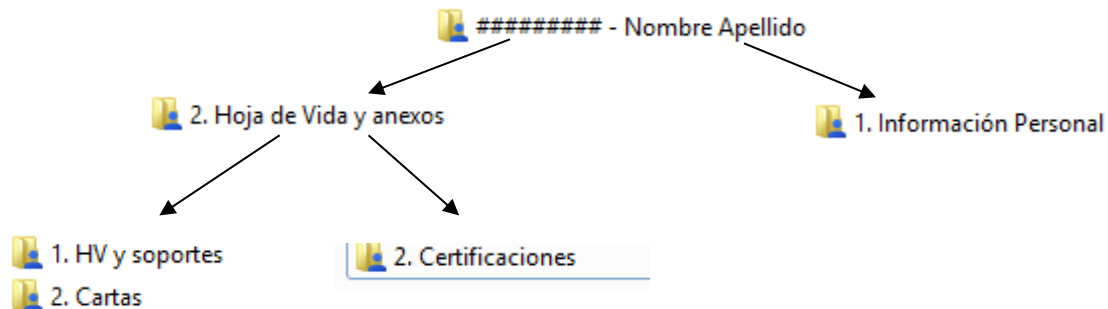 ######### - Nombre Apellido
2. Hoja de Vida y anexos
1. Información Personal
1. HV y soportes
2. Certificaciones
2. Cartas